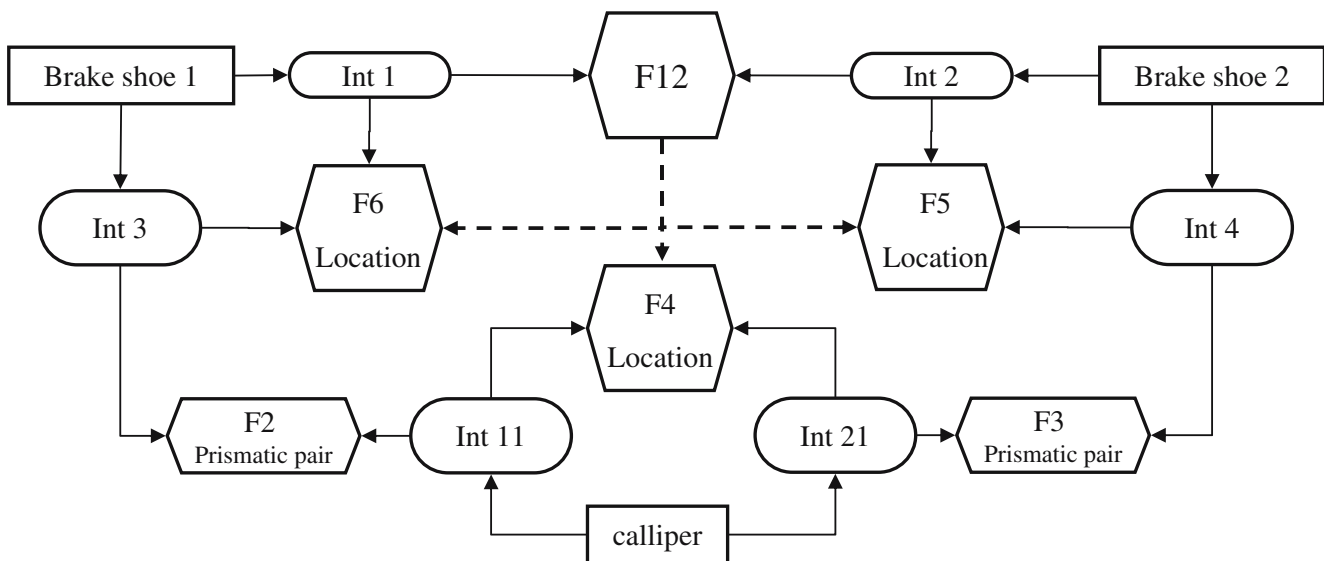 Brake shoe 1
Int 1
F12
Int 2
Brake shoe 2
Int 3
F6
Location
F5
Location
Int 4
F4
Location
F2
Prismatic pair
Int 11
Int 21
F3
Prismatic pair
calliper